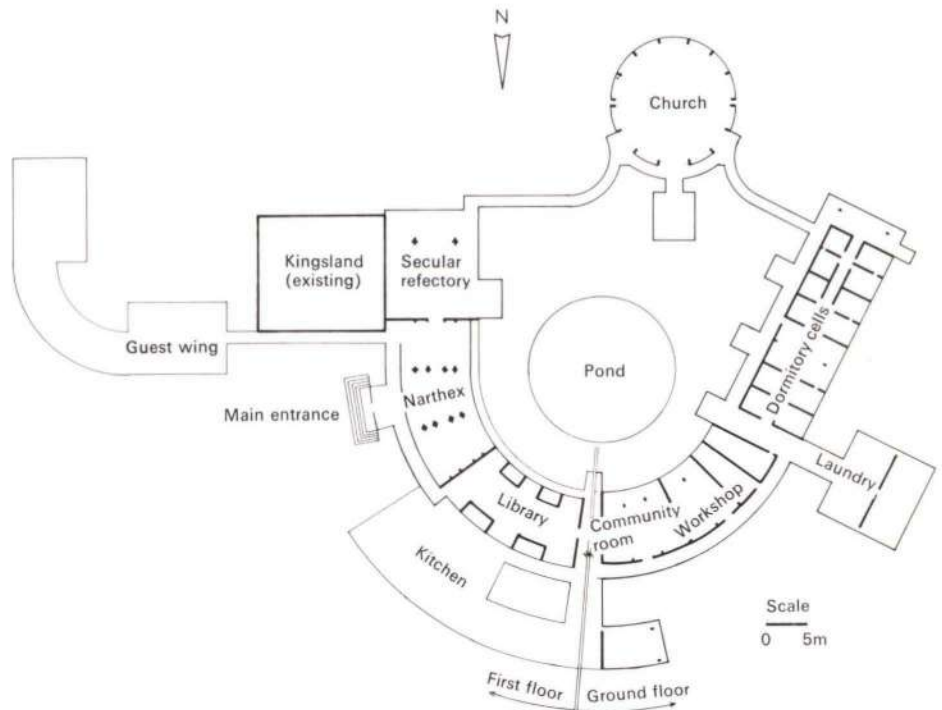 N
Church
Kingsland
(existing)
Secular
refectory
Guest wing
Pond
Dormitory cells
Main entrance
Narthex
Laundry
Library
Community
room
Workshop
Kitchen
Scale
0 5m
First floor
Ground floor